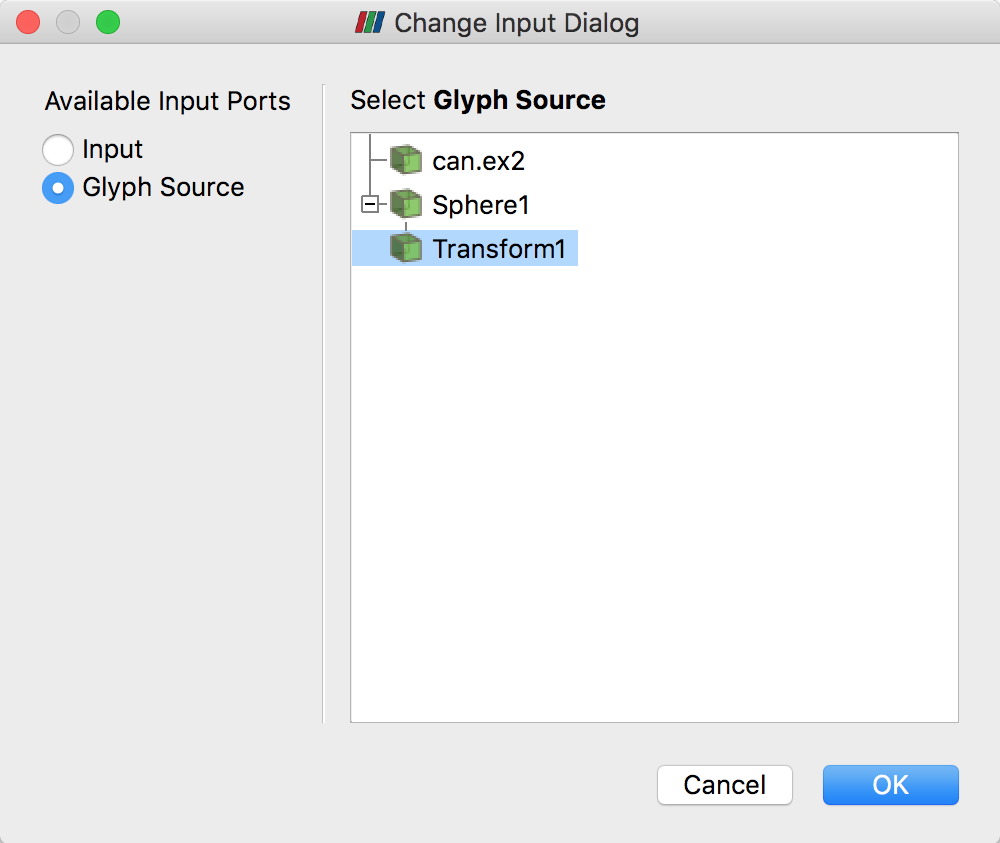 Change Input Dialog
Available Input Ports
Input
Glyph Source
Select Glyph Source
can.ex2
Sphere1
Transform1
Cancel
OK